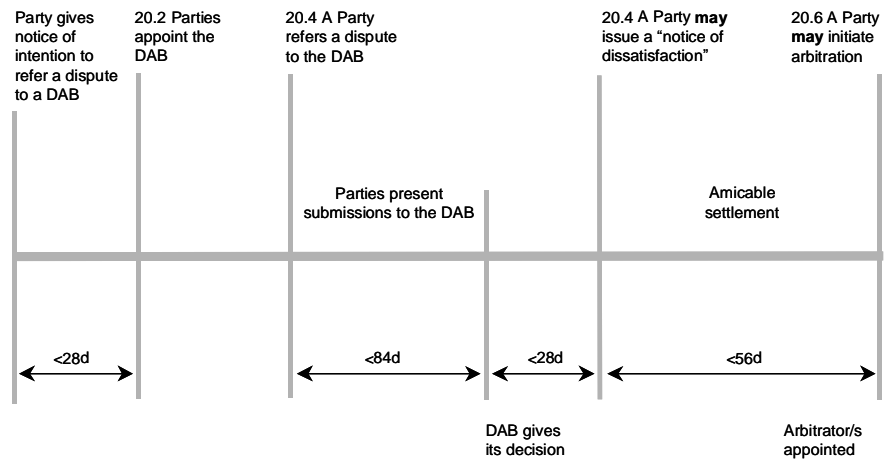 Party gives
notice of
intention to
refer a dispute
to a DAB
20.2 Parties
appoint the
DAB
20.4 A Party
refers a dispute
to the DAB
20.4 A Party may
issue a “notice of
dissatisfaction”
20.6 A Party
may initiate
arbitration
Parties present
submissions to the DAB
Amicable
settlement
<28d
<84d
<28d
<56d
DAB gives
its decision
Arbitrator/s
appointed